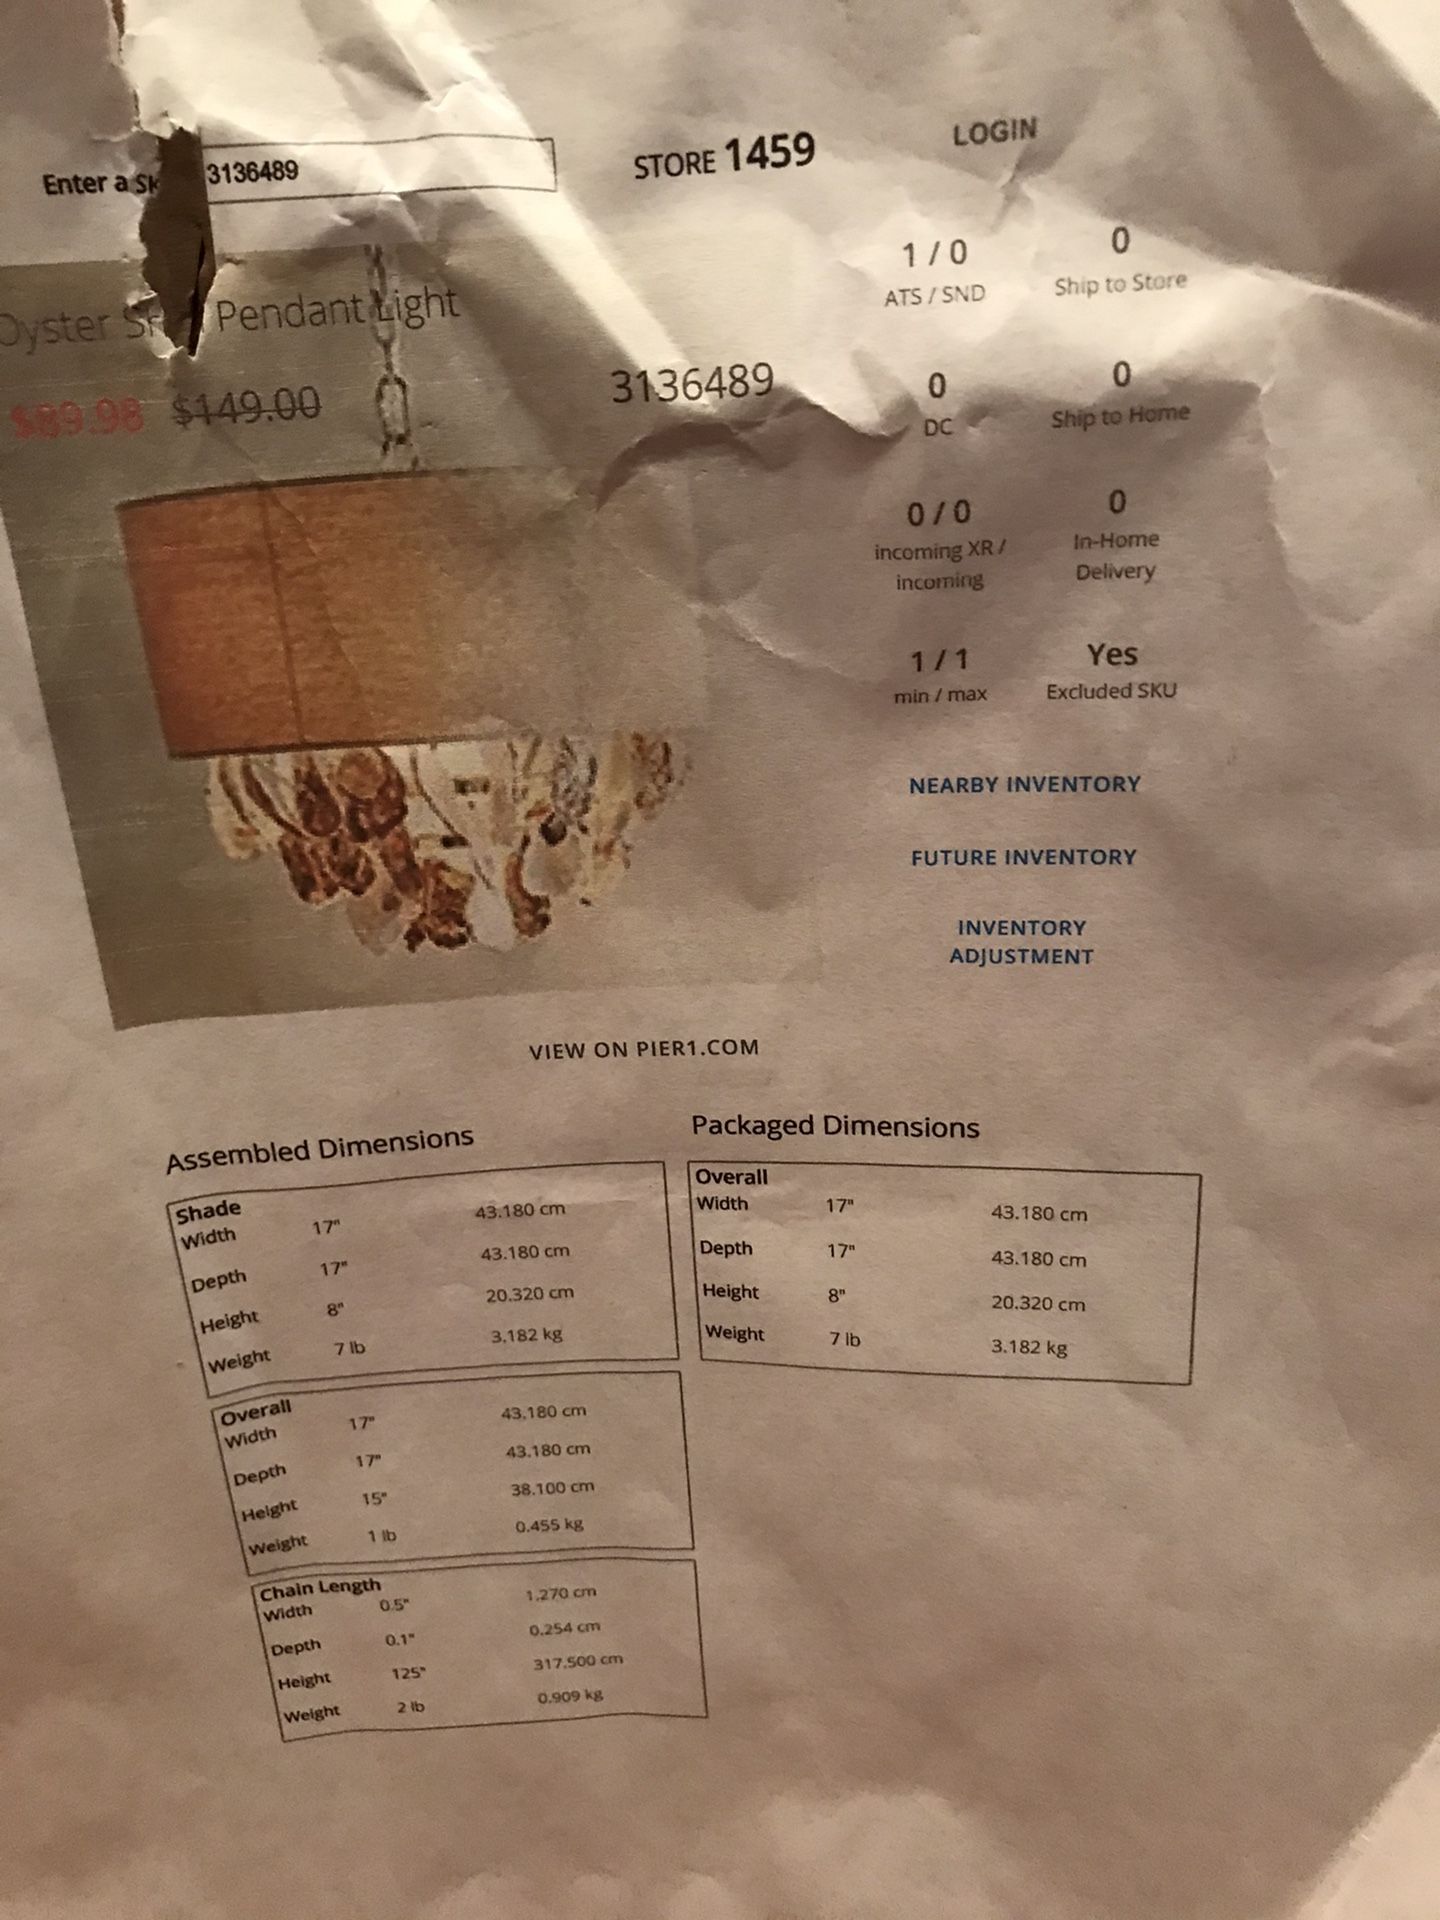 Enter a SK 3136489
STORE 1459
LOGIN
Oyster Sh Pendant Light
$89.98 $149.00
3136489
1 / 0
ATS / SND
0
Ship to Store
0
DC
0
Ship to Home
0 / 0
incoming XR /
incoming
0
In-Home
Delivery
1 / 1
min / max
Yes
Excluded SKU
NEARBY INVENTORY
FUTURE INVENTORY
INVENTORY
ADJUSTMENT
VIEW ON PIER1.COM
Assembled Dimensions
Shade
Width 17" 43.180 cm
Depth 17" 43.180 cm
Height 8" 20.320 cm
Weight 7 lb 3.182 kg
Overall
Width 17" 43.180 cm
Depth 17" 43.180 cm
Height 15" 38.100 cm
Weight 1 lb 0.455 kg
Chain Length
Width 0.5" 1.270 cm
Depth 0.1" 0.254 cm
Height 125" 317.500 cm
Weight 2 lb 0.909 kg
Packaged Dimensions
Overall
Width 17" 43.180 cm
Depth 17" 43.180 cm
Height 8" 20.320 cm
Weight 7 lb 3.182 kg